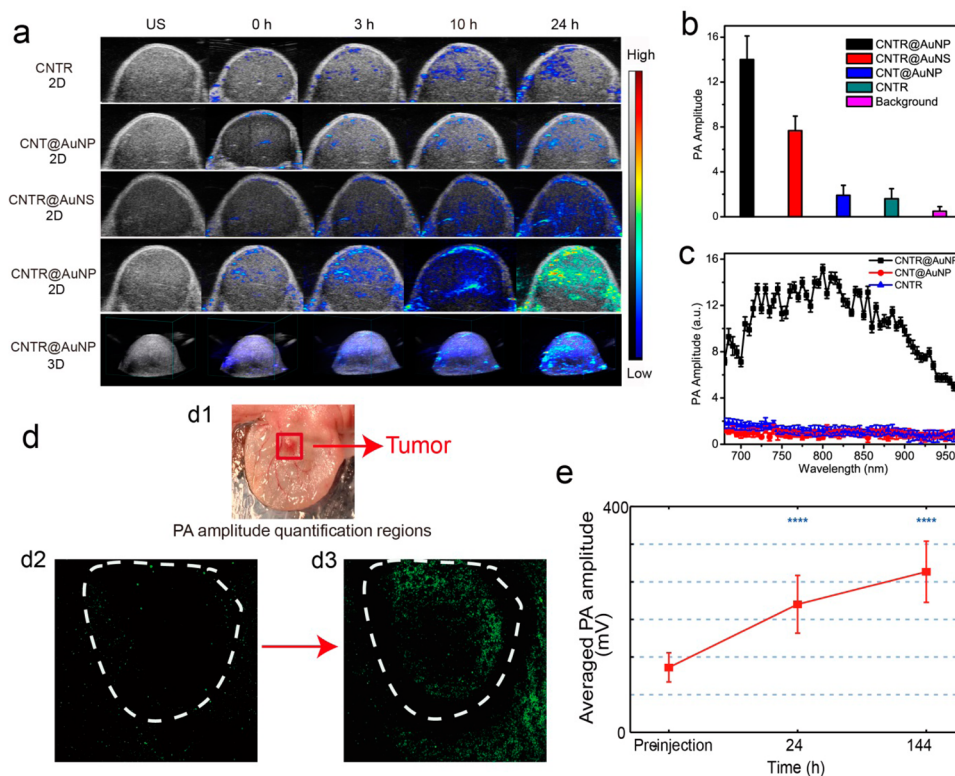 a
US 0 h 3 h 10 h 24 h
CNTR
2D
CNT@AuNP
2D
CNTR@AuNS
2D
CNTR@AuNP
2D
CNTR@AuNP
3D
High
Low
b
PA Amplitude
16
12
8
4
0
CNTR@AuNP
CNTR@AuNS
CNT@AuNP
CNTR
Background
c
PA Amplitude (a.u.)
16
12
8
4
0
CNTR@AuNP
CNT@AuNP
CNTR
700 750 800 850 900 950
Wavelength (nm)
d
d1
Tumor
PA amplitude quantification regions
d2
d3
e
Averaged PA amplitude
(mV)
400
0
**** ****
Preinjection 24 144
Time (h)